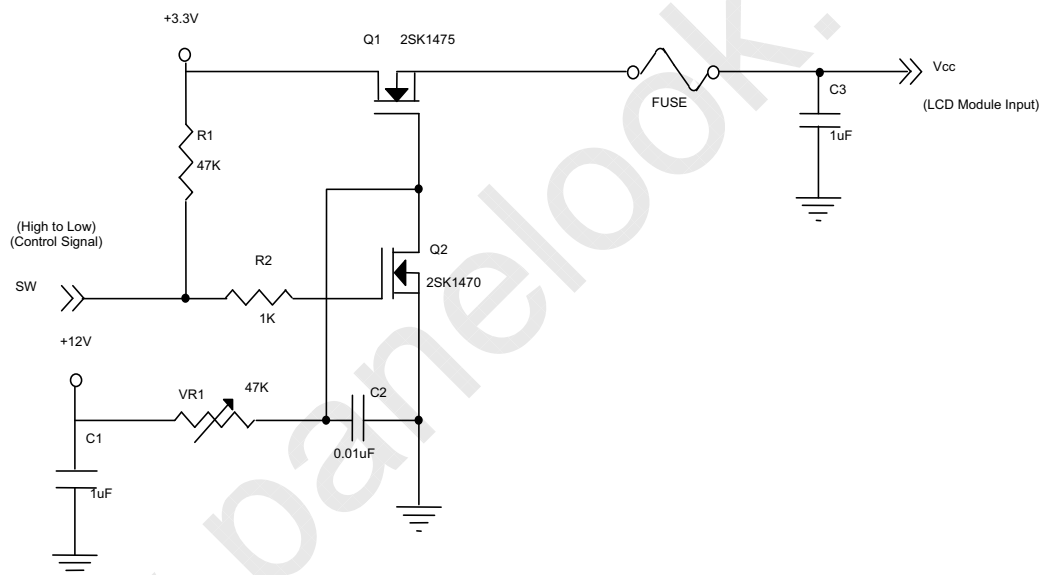 +3.3V
Q1 2SK1475
Vcc
FUSE
C3
(LCD Module Input)
R1
1uF
47K
(High to Low)
(Control Signal)
Q2
R2
2SK1470
SW
1K
+12V
VR1
47K
C2
C1
0.01uF
1uF
panelook.